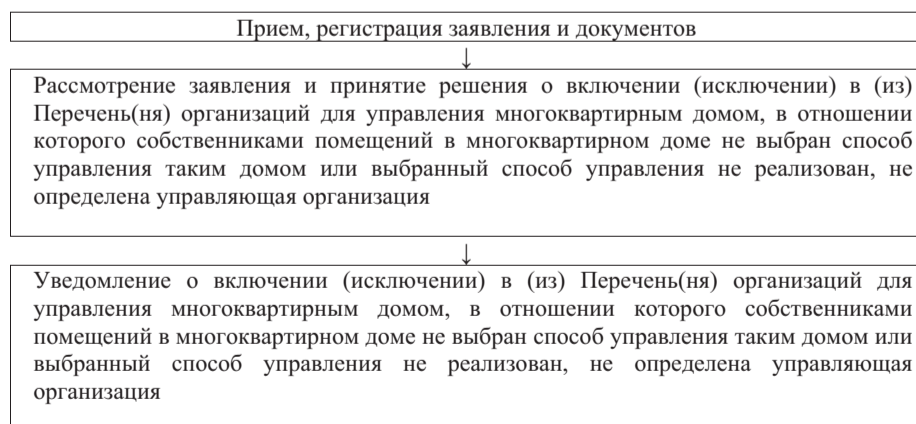 Прием, регистрация заявления и документов
↓
Рассмотрение заявления и принятие решения о включении (исключении) в (из)
Перечень(ня) организаций для управления многоквартирным домом, в отношении
которого собственниками помещений в многоквартирном доме не выбран способ
управления таким домом или выбранный способ управления не реализован, не
определена управляющая организация
↓
Уведомление о включении (исключении) в (из) Перечень(ня) организаций для
управления многоквартирным домом, в отношении которого собственниками
помещений в многоквартирном доме не выбран способ управления таким домом или
выбранный способ управления не реализован, не определена управляющая
организация